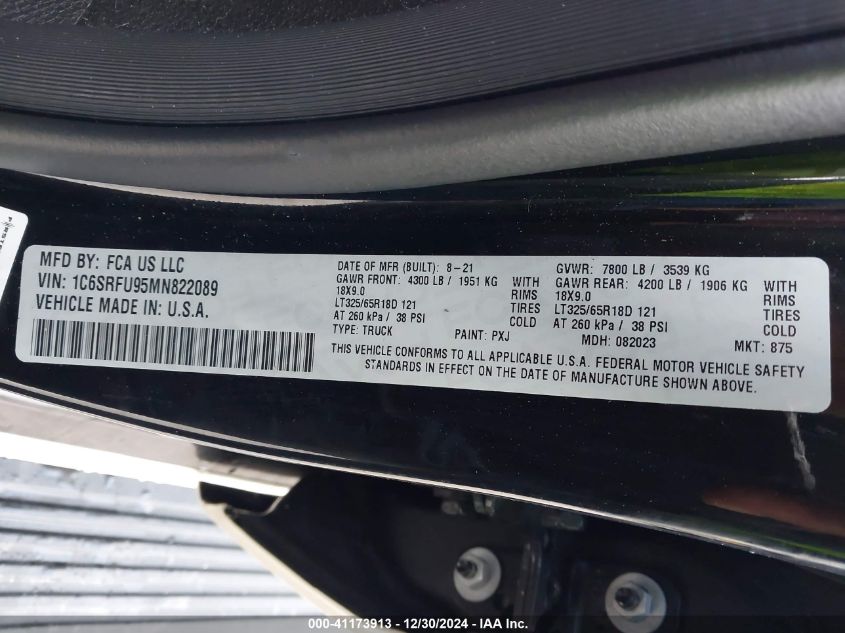 MFD BY: FCA US LLC
VIN: 1C6SRFU95MN822089
VEHICLE MADE IN: U.S.A.
DATE OF MFR (BUILT): 8-21
GAWR FRONT: 4300 LB / 1951 KG WITH
18X9.0 RIMS
LT325/65R18D 121 TIRES
AT 260 kPa / 38 PSI COLD
TYPE: TRUCK PAINT: PXJ
GVWR: 7800 LB / 3539 KG
GAWR REAR: 4200 LB / 1906 KG WITH
18X9.0 RIMS
LT325/65R18D 121 TIRES
AT 260 kPa / 38 PSI COLD
MDH: 082023 MKT: 875
THIS VEHICLE CONFORMS TO ALL APPLICABLE U.S.A. FEDERAL MOTOR VEHICLE SAFETY
STANDARDS IN EFFECT ON THE DATE OF MANUFACTURE SHOWN ABOVE.
000-41173913 - 12/30/2024 - IAA Inc.